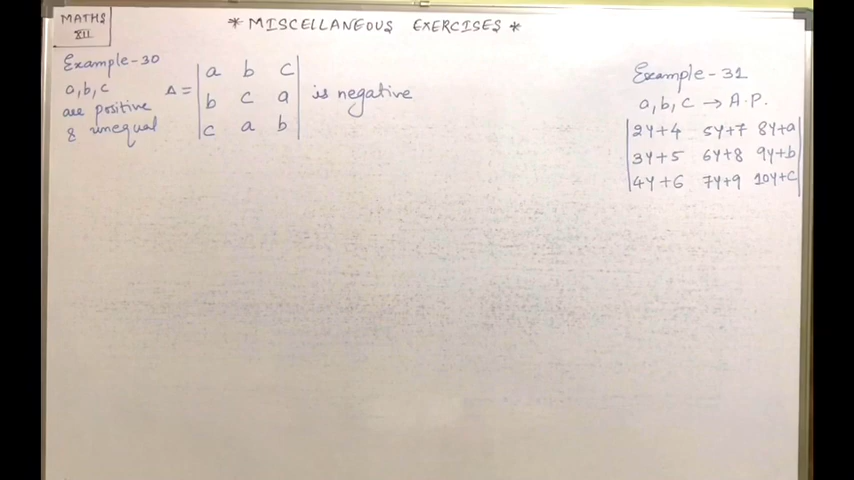 MATHS
XII
* MISCELLANEOUS EXERCISES *
Example-30
a,b,c
are positive
& unequal
Δ = | a b c |
| b c a | is negative
| c a b |
Example-31
a,b,c → A.P.
| 2y+4 5y+7 8y+a |
| 3y+5 6y+8 9y+b |
| 4y+6 7y+9 10y+c |